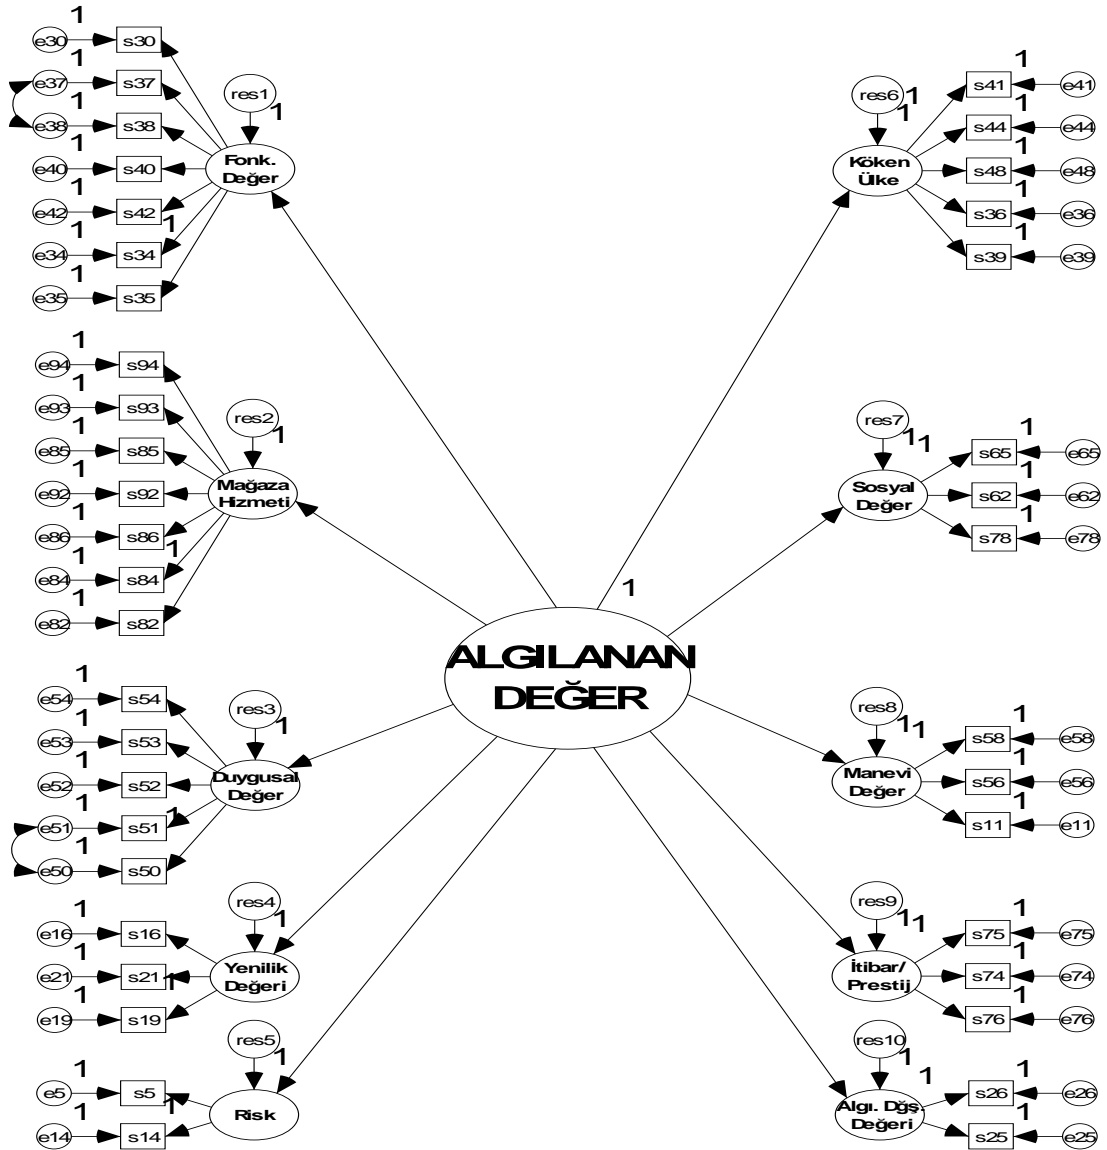 1
e30 s30
1
e37 s37
res1
1
1
e38 s38
1
e40 s40
Fonk.
Değer
1
e42 s42
1
1
e34 s34
1
e35 s35
1
e94 s94
1
e93 s93
res2
1
1
e85 s85
1
e92 s92
Mağaza
Hizmeti
1
e86 s86
1
1
e84 s84
1
e82 s82
1
e54 s54
res3
1
1
e53 s53
1
e52 s52
Duygusal
Değer
1
e51 s51
1
1
e50 s50
1
e16 s16
res4
1
1
e21 s21
Yenilik
Değeri
1
1
e19 s19
res5
1
1
e5 s5
1
1
e14 s14
Risk
ALGILANAN
DEĞER
1
res6
1
1
1
s41 e41
1
s44 e44
1
s48 e48
Köken
Ülke
1
s36 e36
1
s39 e39
res7
1
1
1
s65 e65
1
s62 e62
Sosyal
Değer
1
s78 e78
res8
1
1
1
s58 e58
1
s56 e56
Manevi
Değer
1
s11 e11
res9
1
1
1
s75 e75
1
s74 e74
İtibar/
Prestij
1
s76 e76
res10
1
1
1
s26 e26
Algı. Dğş.
Değeri
1
s25 e25